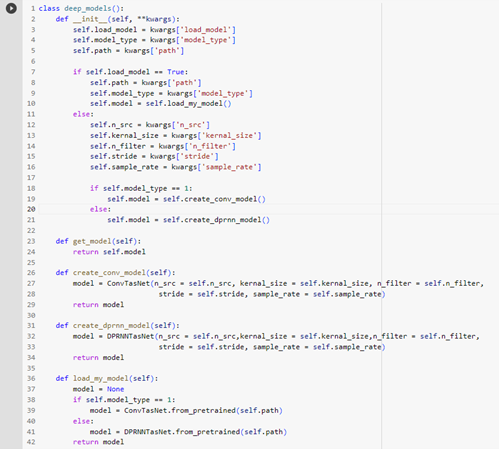 1 class deep_models():
2     def __init__(self, **kwargs):
3         self.load_model = kwargs['load_model']
4         self.model_type = kwargs['model_type']
5         self.path = kwargs['path']
6
7         if self.load_model == True:
8             self.path = kwargs['path']
9             self.model_type = kwargs['model_type']
10             self.model = self.load_my_model()
11         else:
12             self.n_src = kwargs['n_src']
13             self.kernal_size = kwargs['kernal_size']
14             self.n_filter = kwargs['n_filter']
15             self.stride = kwargs['stride']
16             self.sample_rate = kwargs['sample_rate']
17
18             if self.model_type == 1:
19                 self.model = self.create_conv_model()
20             else:
21                 self.model = self.create_dprnn_model()
22
23     def get_model(self):
24         return self.model
25
26     def create_conv_model(self):
27         model = ConvTasNet(n_src = self.n_src, kernal_size = self.kernal_size, n_filter = self.n_filter,
28                            stride = self.stride, sample_rate = self.sample_rate)
29         return model
30
31     def create_dprnn_model(self):
32         model = DPRNNTasNet(n_src = self.n_src,kernal_size = self.kernal_size,n_filter = self.n_filter,
33                            stride = self.stride, sample_rate = self.sample_rate)
34         return model
35
36     def load_my_model(self):
37         model = None
38         if self.model_type == 1:
39             model = ConvTasNet.from_pretrained(self.path)
40         else:
41             model = DPRNNTasNet.from_pretrained(self.path)
42         return model